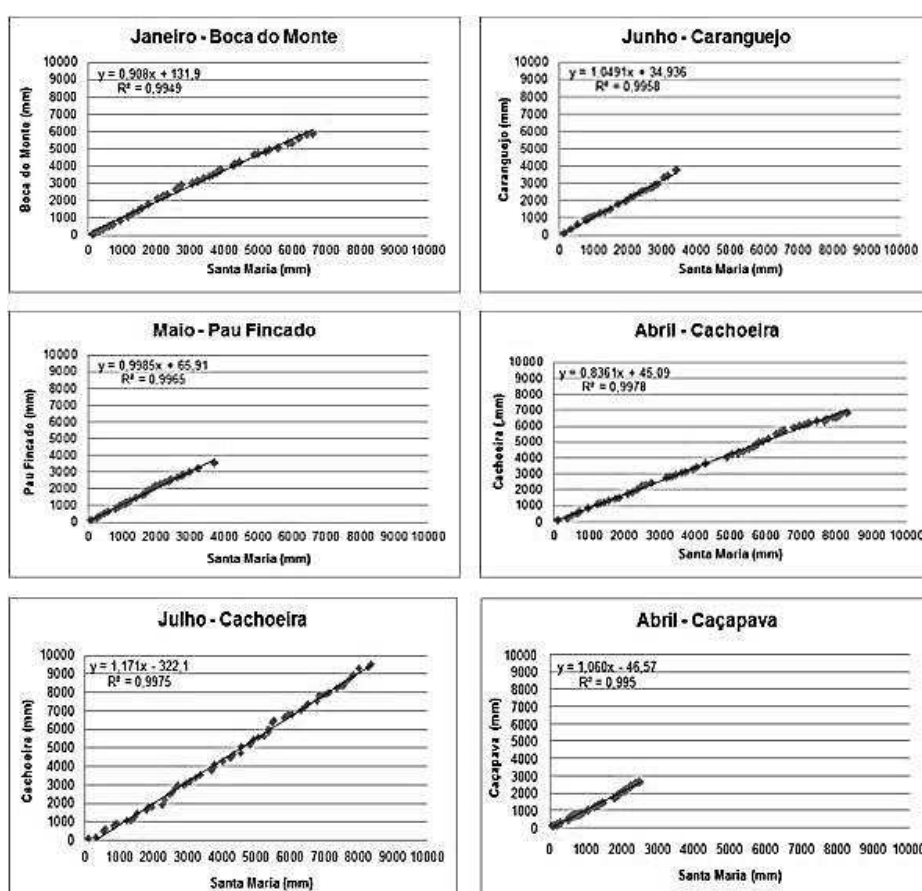 Janeiro - Boca do Monte
y = 0,908x + 131,9
R² = 0,9949
10000
9000
8000
7000
6000
5000
4000
3000
2000
1000
0
Boca do Monte (mm)
0 1000 2000 3000 4000 5000 6000 7000 8000 9000 10000
Santa Maria (mm)
Junho - Caranguejo
y = 1,0491x + 34,936
R² = 0,9958
10000
9000
8000
7000
6000
5000
4000
3000
2000
1000
0
Caranguejo (mm)
0 1000 2000 3000 4000 5000 6000 7000 8000 9000 10000
Santa Maria (mm)
Maio - Pau Fincado
y = 0,9985x + 65,91
R² = 0,9965
10000
9000
8000
7000
6000
5000
4000
3000
2000
1000
0
Pau Fincado (mm)
0 1000 2000 3000 4000 5000 6000 7000 8000 9000 10000
Santa Maria (mm)
Abril - Cachoeira
y = 0,8361x + 45,09
R² = 0,9978
10000
9000
8000
7000
6000
5000
4000
3000
2000
1000
0
Cachoeira (,mm)
0 1000 2000 3000 4000 5000 6000 7000 8000 9000 10000
Santa Maria (mm)
Julho - Cachoeira
y = 1,171x - 322,1
R² = 0,9975
10000
9000
8000
7000
6000
5000
4000
3000
2000
1000
0
Cachoeira (mm)
0 1000 2000 3000 4000 5000 6000 7000 8000 9000 10000
Santa Maria (mm)
Abril - Caçapava
y = 1,060x - 46,57
R² = 0,995
10000
9000
8000
7000
6000
5000
4000
3000
2000
1000
0
Caçapava (mm)
0 1000 2000 3000 4000 5000 6000 7000 8000 9000 10000
Santa Maria (mm)